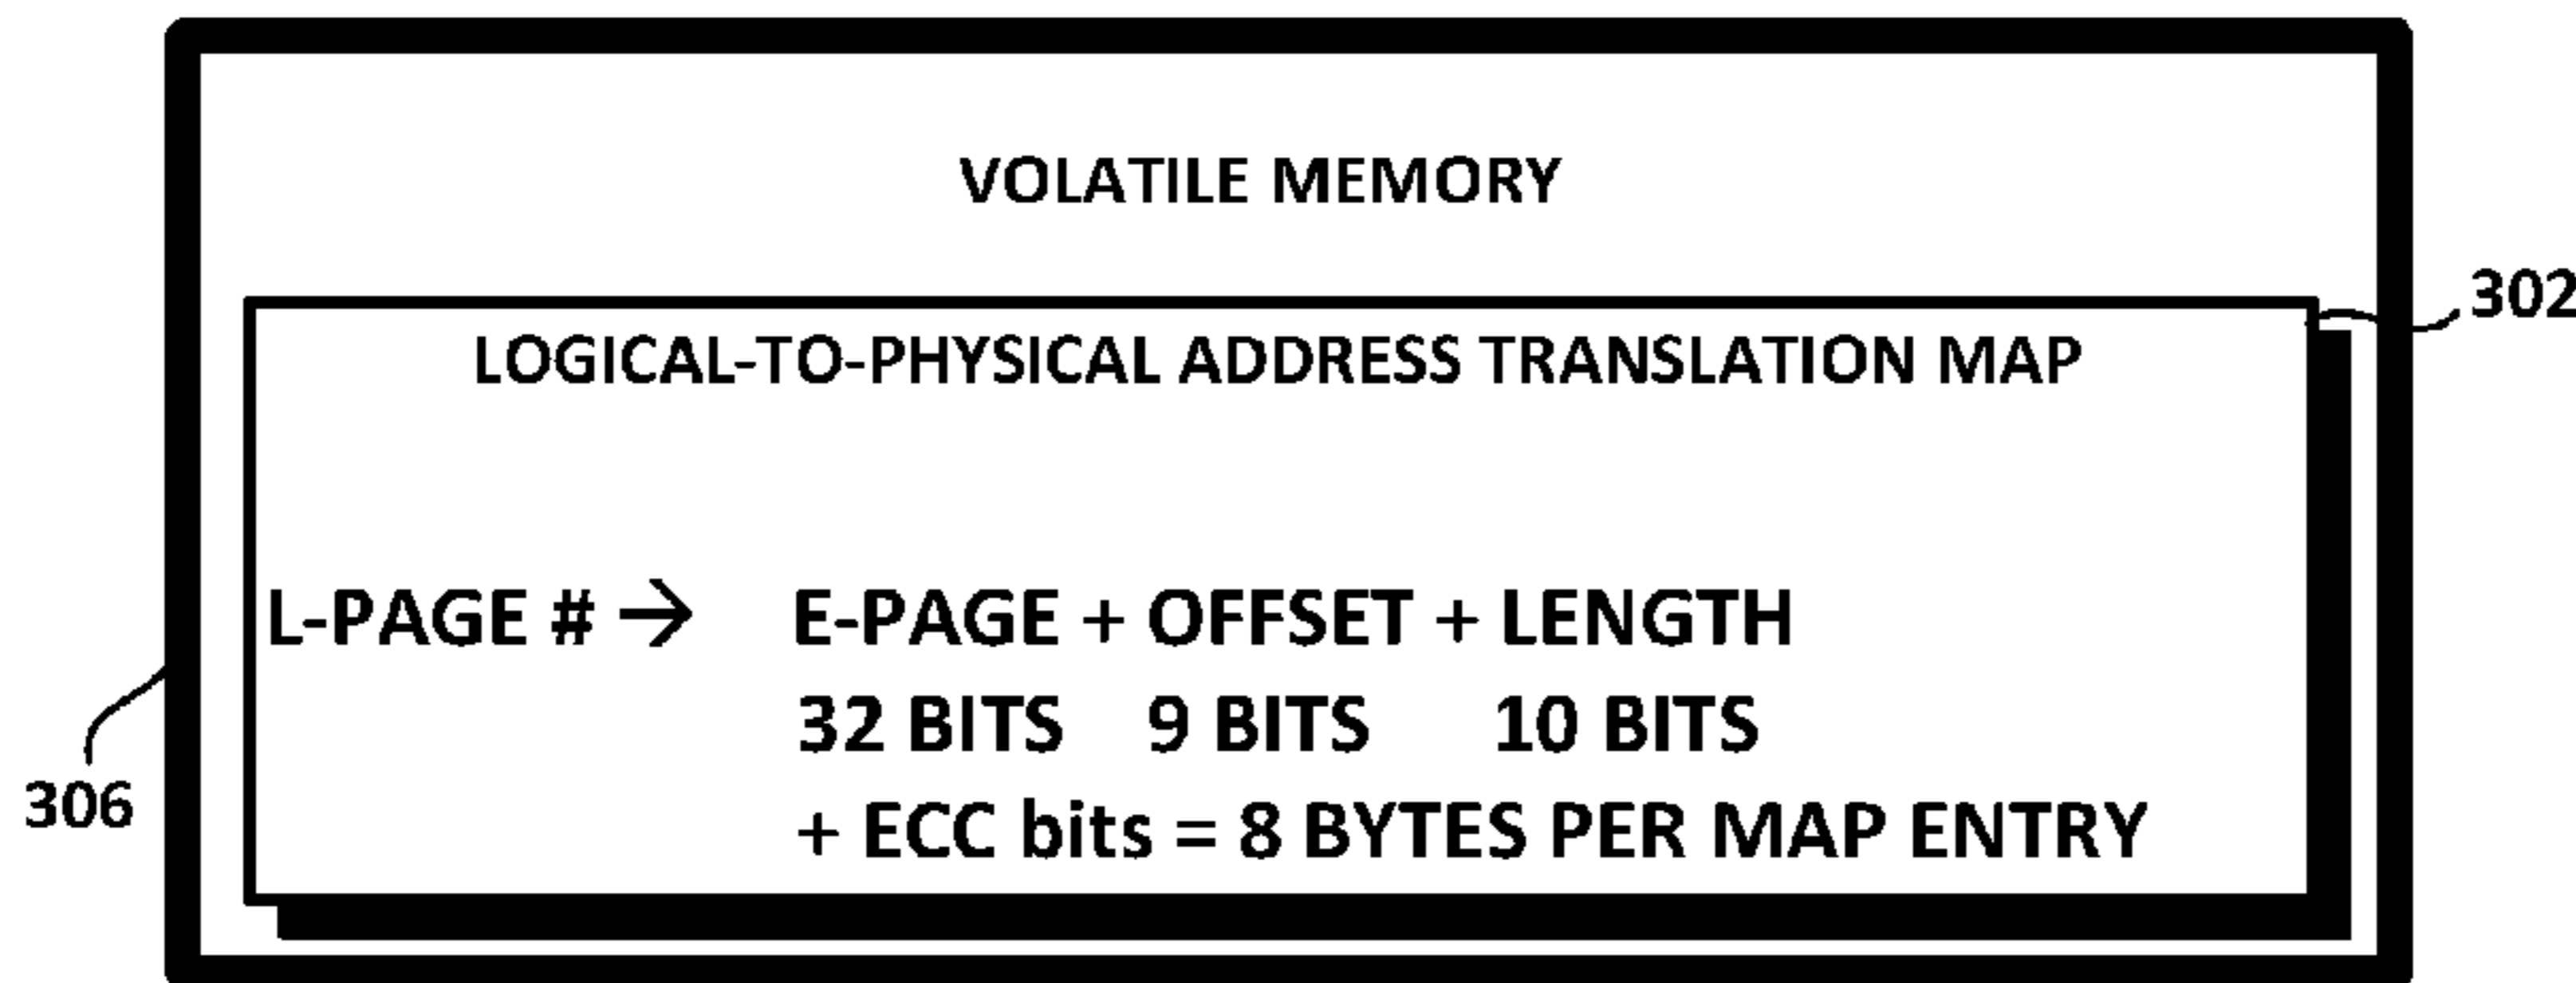 VOLATILE MEMORY
302
LOGICAL-TO-PHYSICAL ADDRESS TRANSLATION MAP
L-PAGE # → E-PAGE + OFFSET + LENGTH
32 BITS 9 BITS 10 BITS
306
+ ECC bits = 8 BYTES PER MAP ENTRY